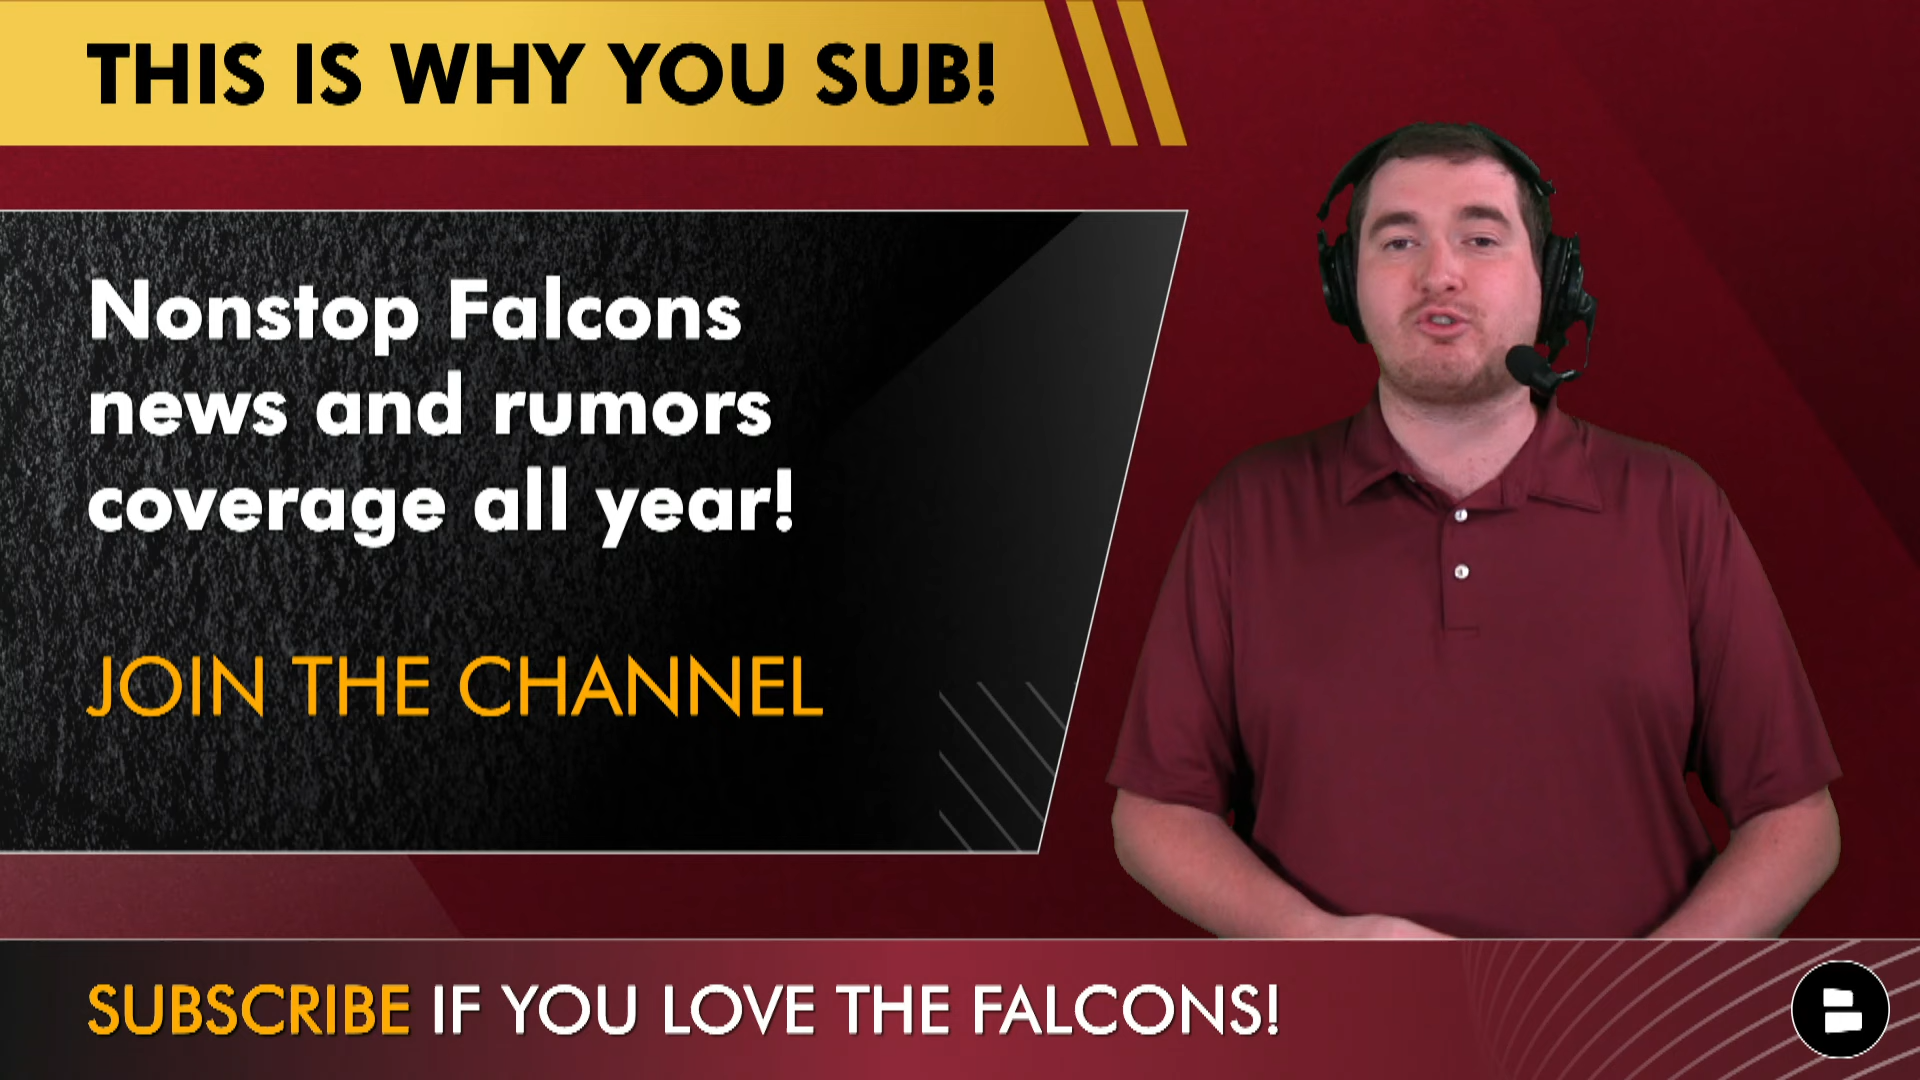 THIS IS WHY YOU SUB!
Nonstop Falcons
news and rumors
coverage all year!
JOIN THE CHANNEL
SUBSCRIBE IF YOU LOVE THE FALCONS!